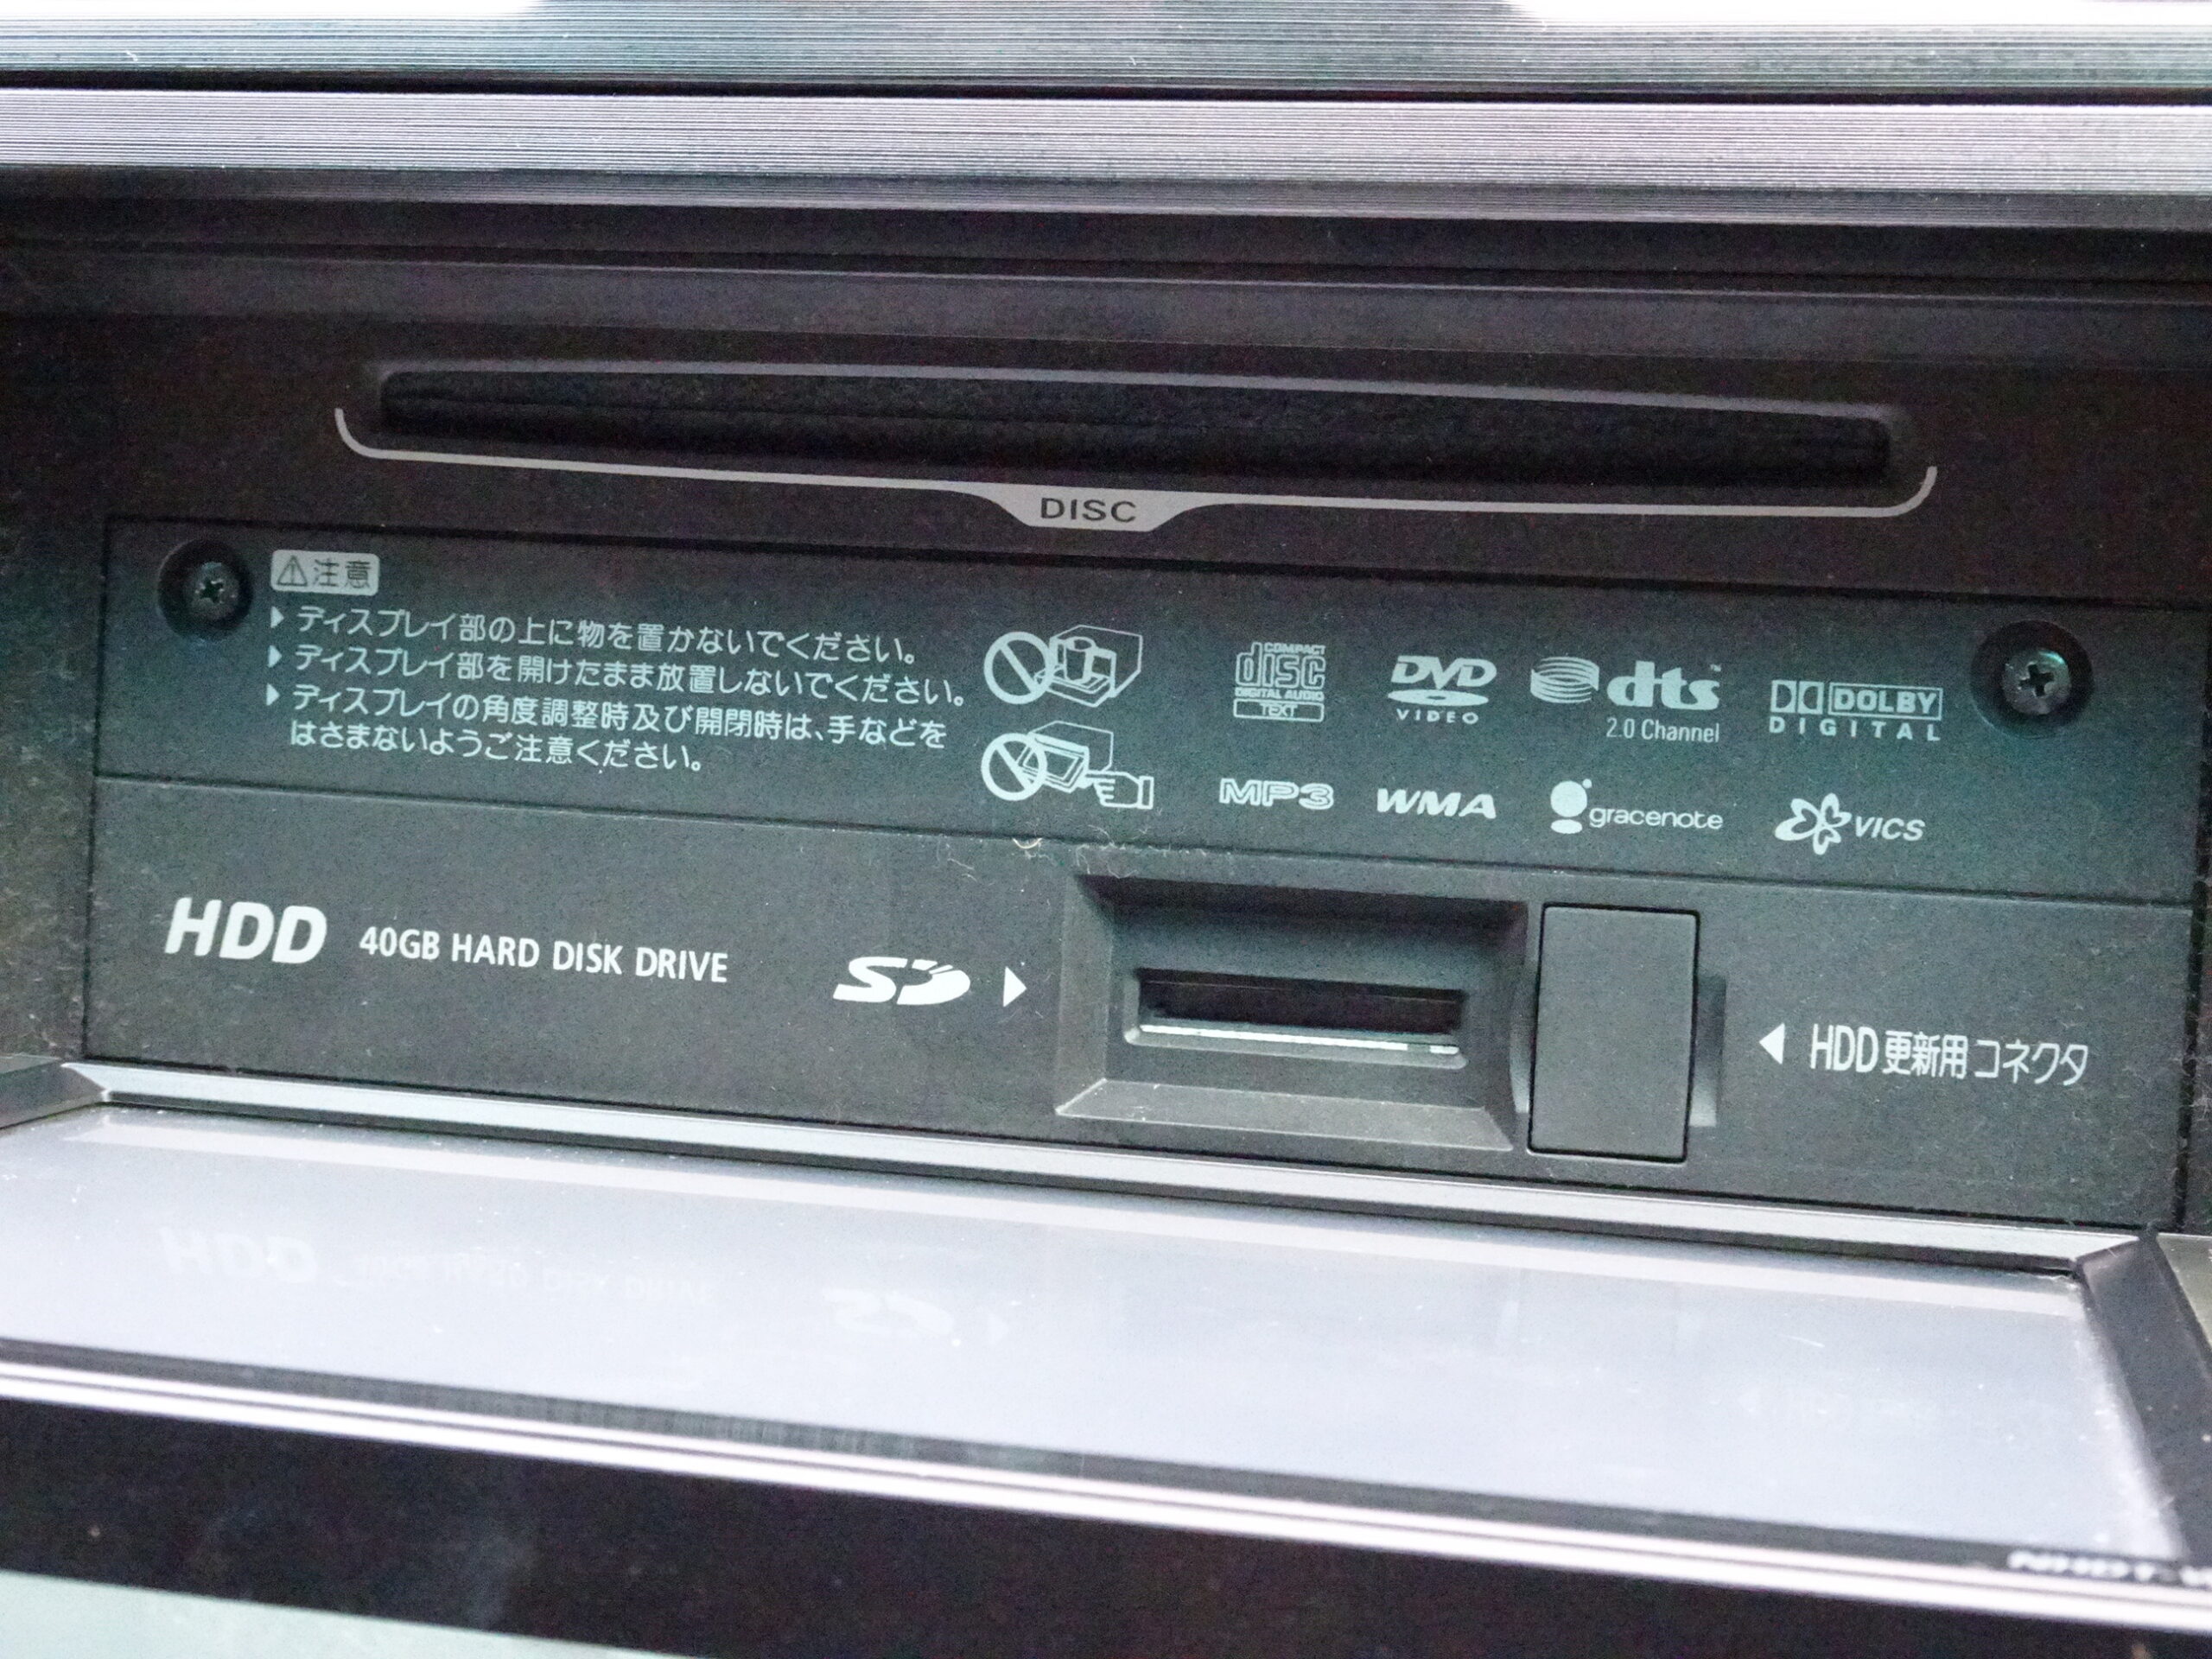 DISC
注意
ディスプレイ部の上に物を置かないでください。
ディスプレイ部を開けたまま放置しないでください。
ディスプレイの角度調整時及び開閉時は、手などを
はさまないようご注意ください。
COMPACT
disc
DIGITAL AUDIO
TEXT
DVD
VIDEO
dts
2.0 Channel
DOLBY
DIGITAL
MP3
WMA
gracenote
VICS
HDD 40GB HARD DISK DRIVE
SD
HDD更新用コネクタ